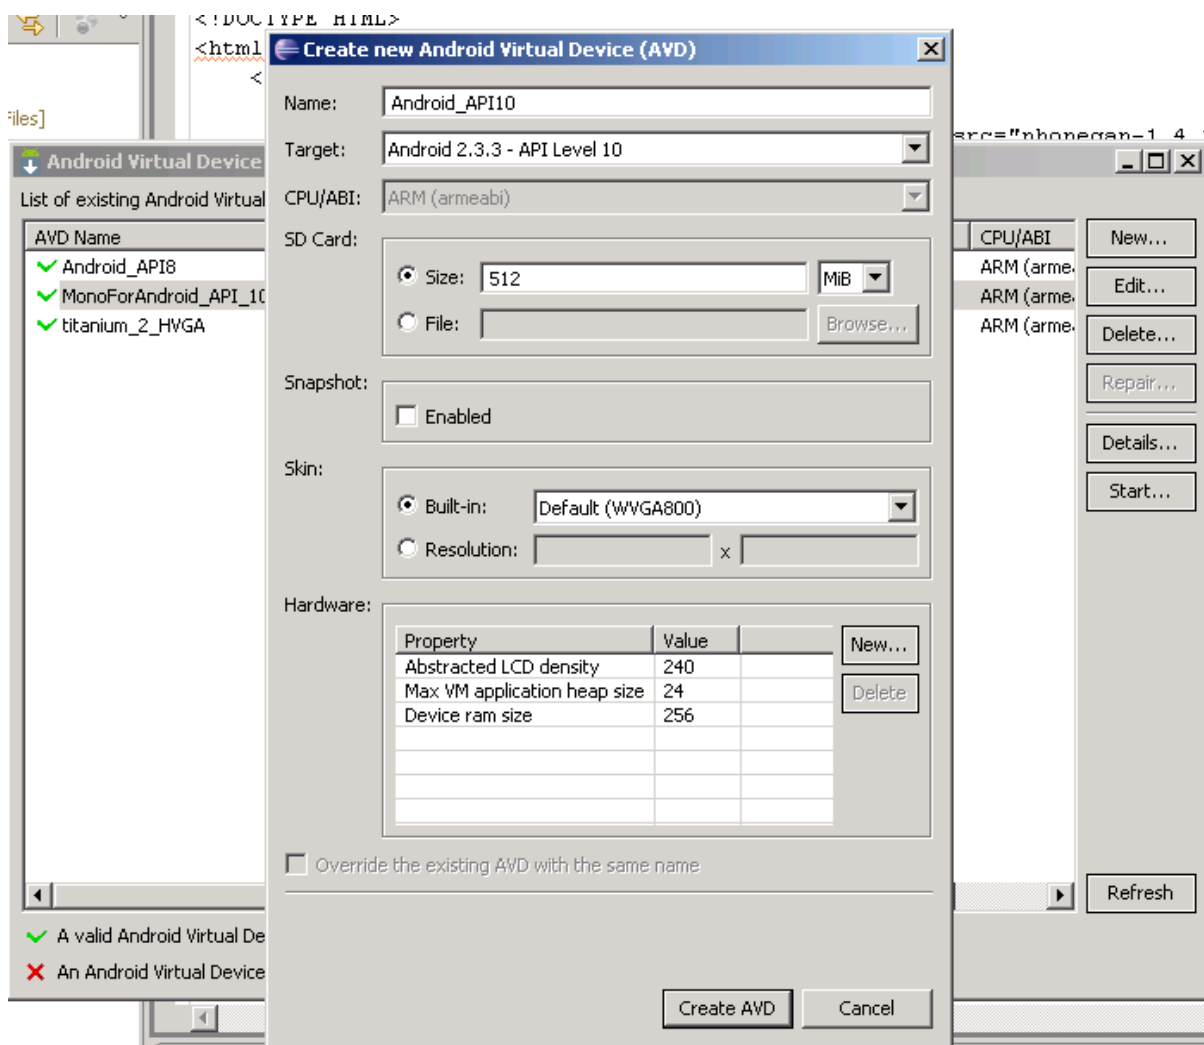 <!DOCTYPE HTML>
<html
<
Files]
src="phonegap-1.4.
Create new Android Virtual Device (AVD)
Name: Android_API10
Target: Android 2.3.3 - API Level 10
CPU/ABI: ARM (armeabi)
SD Card:
Size: 512 MiB
File: Browse...
Snapshot:
Enabled
Skin:
Built-in: Default (WVGA800)
Resolution: x
Hardware:
Property Value
Abstracted LCD density 240
Max VM application heap size 24
Device ram size 256
New...
Delete
Override the existing AVD with the same name
Create AVD Cancel
Android Virtual Device
List of existing Android Virtual
AVD Name CPU/ABI
Android_API8 ARM (arme
MonoForAndroid_API_10 ARM (arme
titanium_2_HVGA ARM (arme
New...
Edit...
Delete...
Repair...
Details...
Start...
Refresh
A valid Android Virtual De
An Android Virtual Device